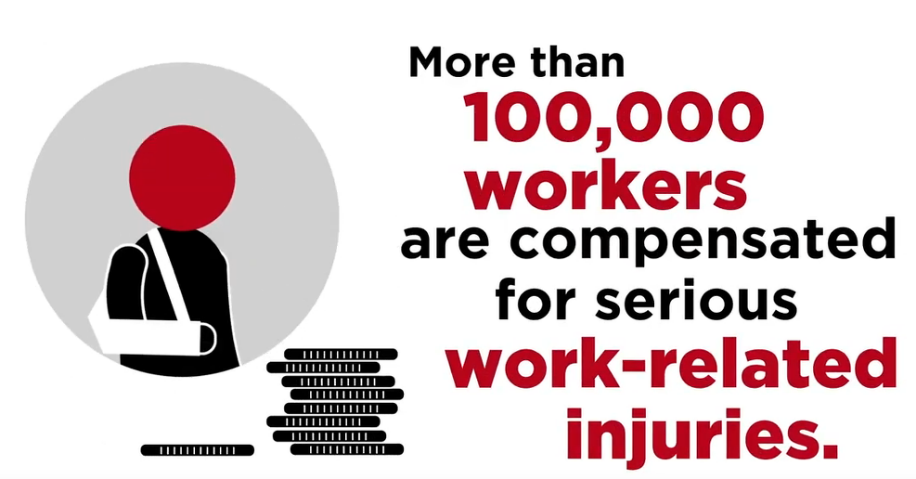 More than
100,000
workers
are compensated
for serious
work-related
injuries.